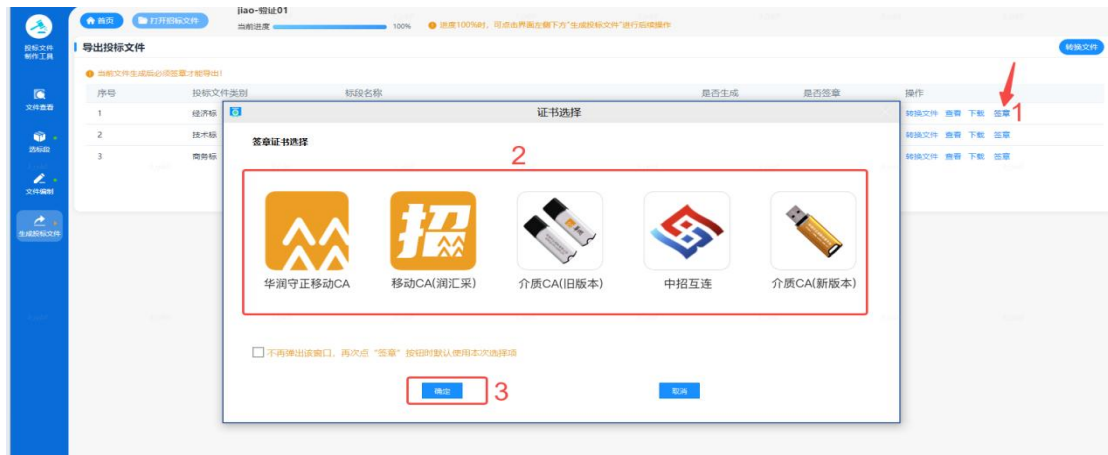 jiao-验证01
首页
打开招标文件
当前进度
100%
进度100%时，可点击界面左侧下方“生成投标文件”进行后续操作
投标文件
制作工具
导出投标文件
转换文件
当前文件生成后必须签章才能导出！
序号
投标文件类别
标段名称
是否生成
是否签章
操作
1
经济标
转换文件 查看 下载 签章
1
2
技术标
转换文件 查看 下载 签章
3
商务标
转换文件 查看 下载 签章
文件查看
选标段
文件编制
生成投标文件
证书选择
签章证书选择
2
招
华润守正移动CA
移动CA(润汇采)
介质CA(旧版本)
中招互连
介质CA(新版本)
不再弹出该窗口，再次点“签章”按钮时默认使用本次选择项
确定
3
取消